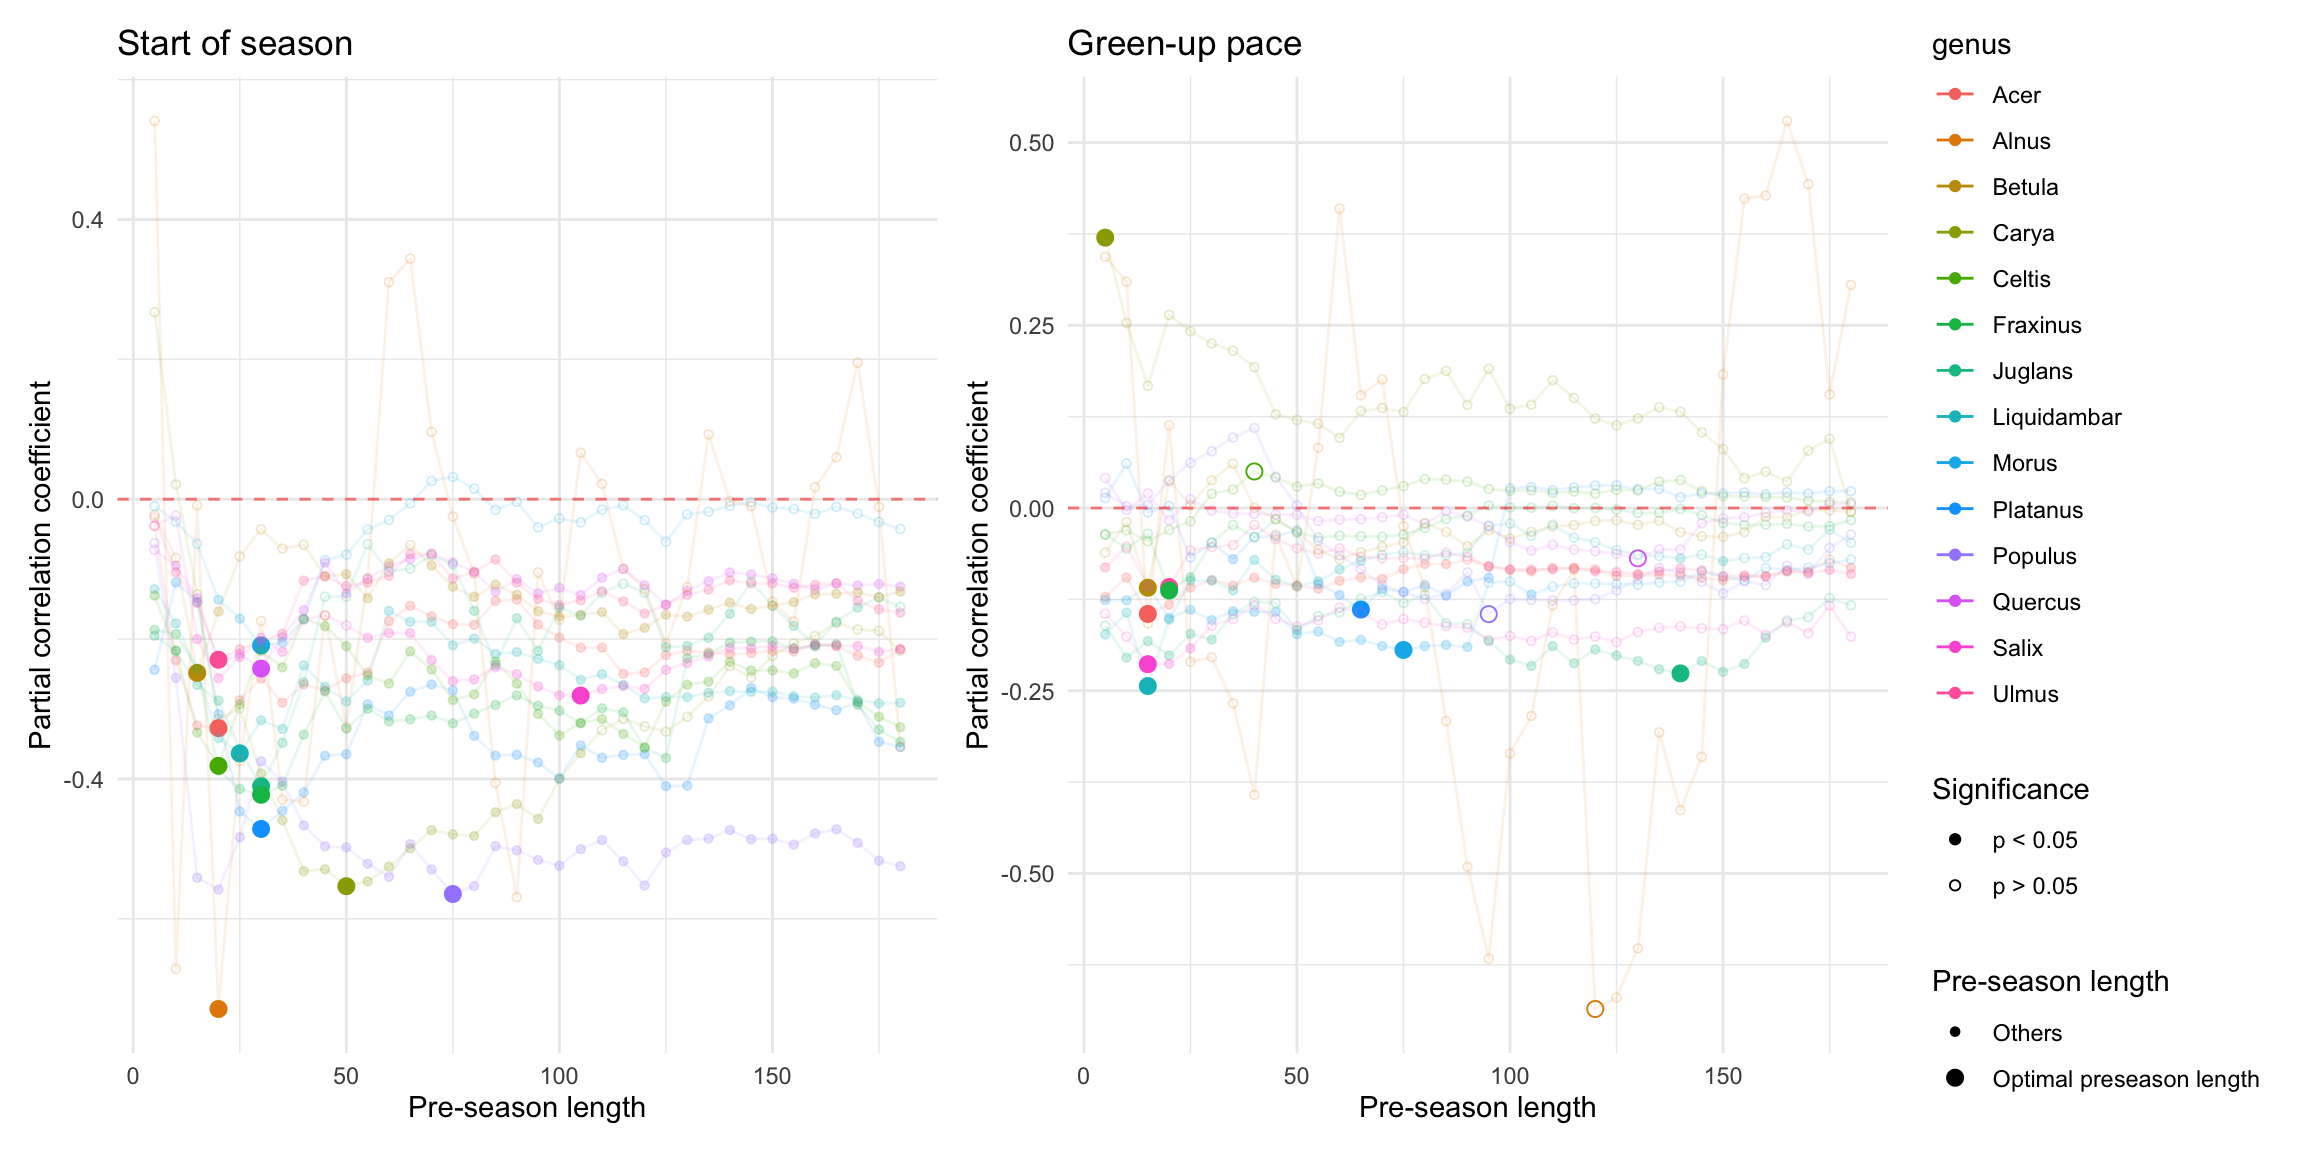 Start of season
Green-up pace
Partial correlation coefficient
0.4
0.0
-0.4
0
50
100
150
Pre-season length
Partial correlation coefficient
0.50
0.25
0.00
-0.25
-0.50
0
50
100
150
Pre-season length
genus
Acer
Alnus
Betula
Carya
Celtis
Fraxinus
Juglans
Liquidambar
Morus
Platanus
Populus
Quercus
Salix
Ulmus
Significance
p < 0.05
p > 0.05
Pre-season length
Others
Optimal preseason length